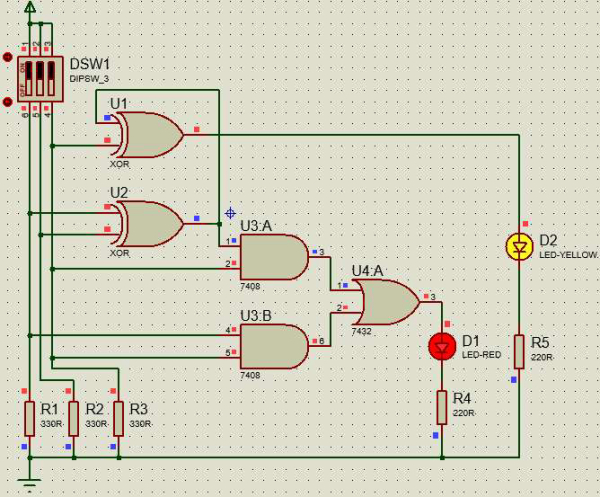 1 2 3
DSW1
DIPSW_3
ON
OFF
6 5 4
U1
XOR
U2
XOR
U3:A
1
2
3
7408
U3:B
4
5
6
7408
U4:A
1
2
3
7432
D2
LED-YELLOW
D1
LED-RED
R5
220R
R4
220R
R1
330R
R2
330R
R3
330R